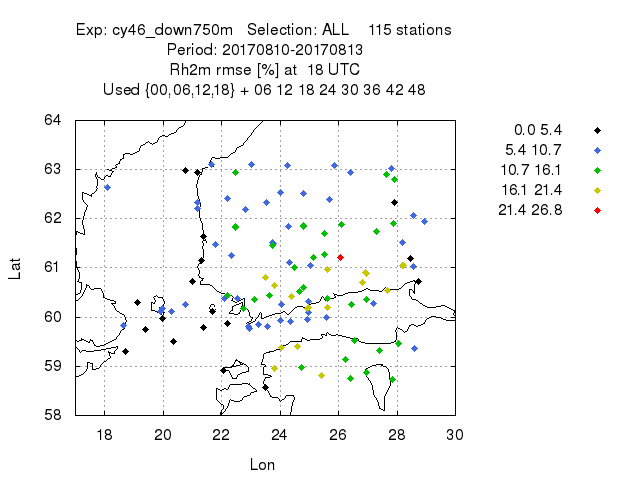 Exp: cy46_down750m   Selection: ALL    115 stations
Period: 20170810-20170813
Rh2m rmse [%] at  18 UTC
Used {00,06,12,18} + 06 12 18 24 30 36 42 48
64
63
62
61
60
59
58
Lat
18 20 22 24 26 28 30
Lon
0.0 5.4
5.4 10.7
10.7 16.1
16.1 21.4
21.4 26.8